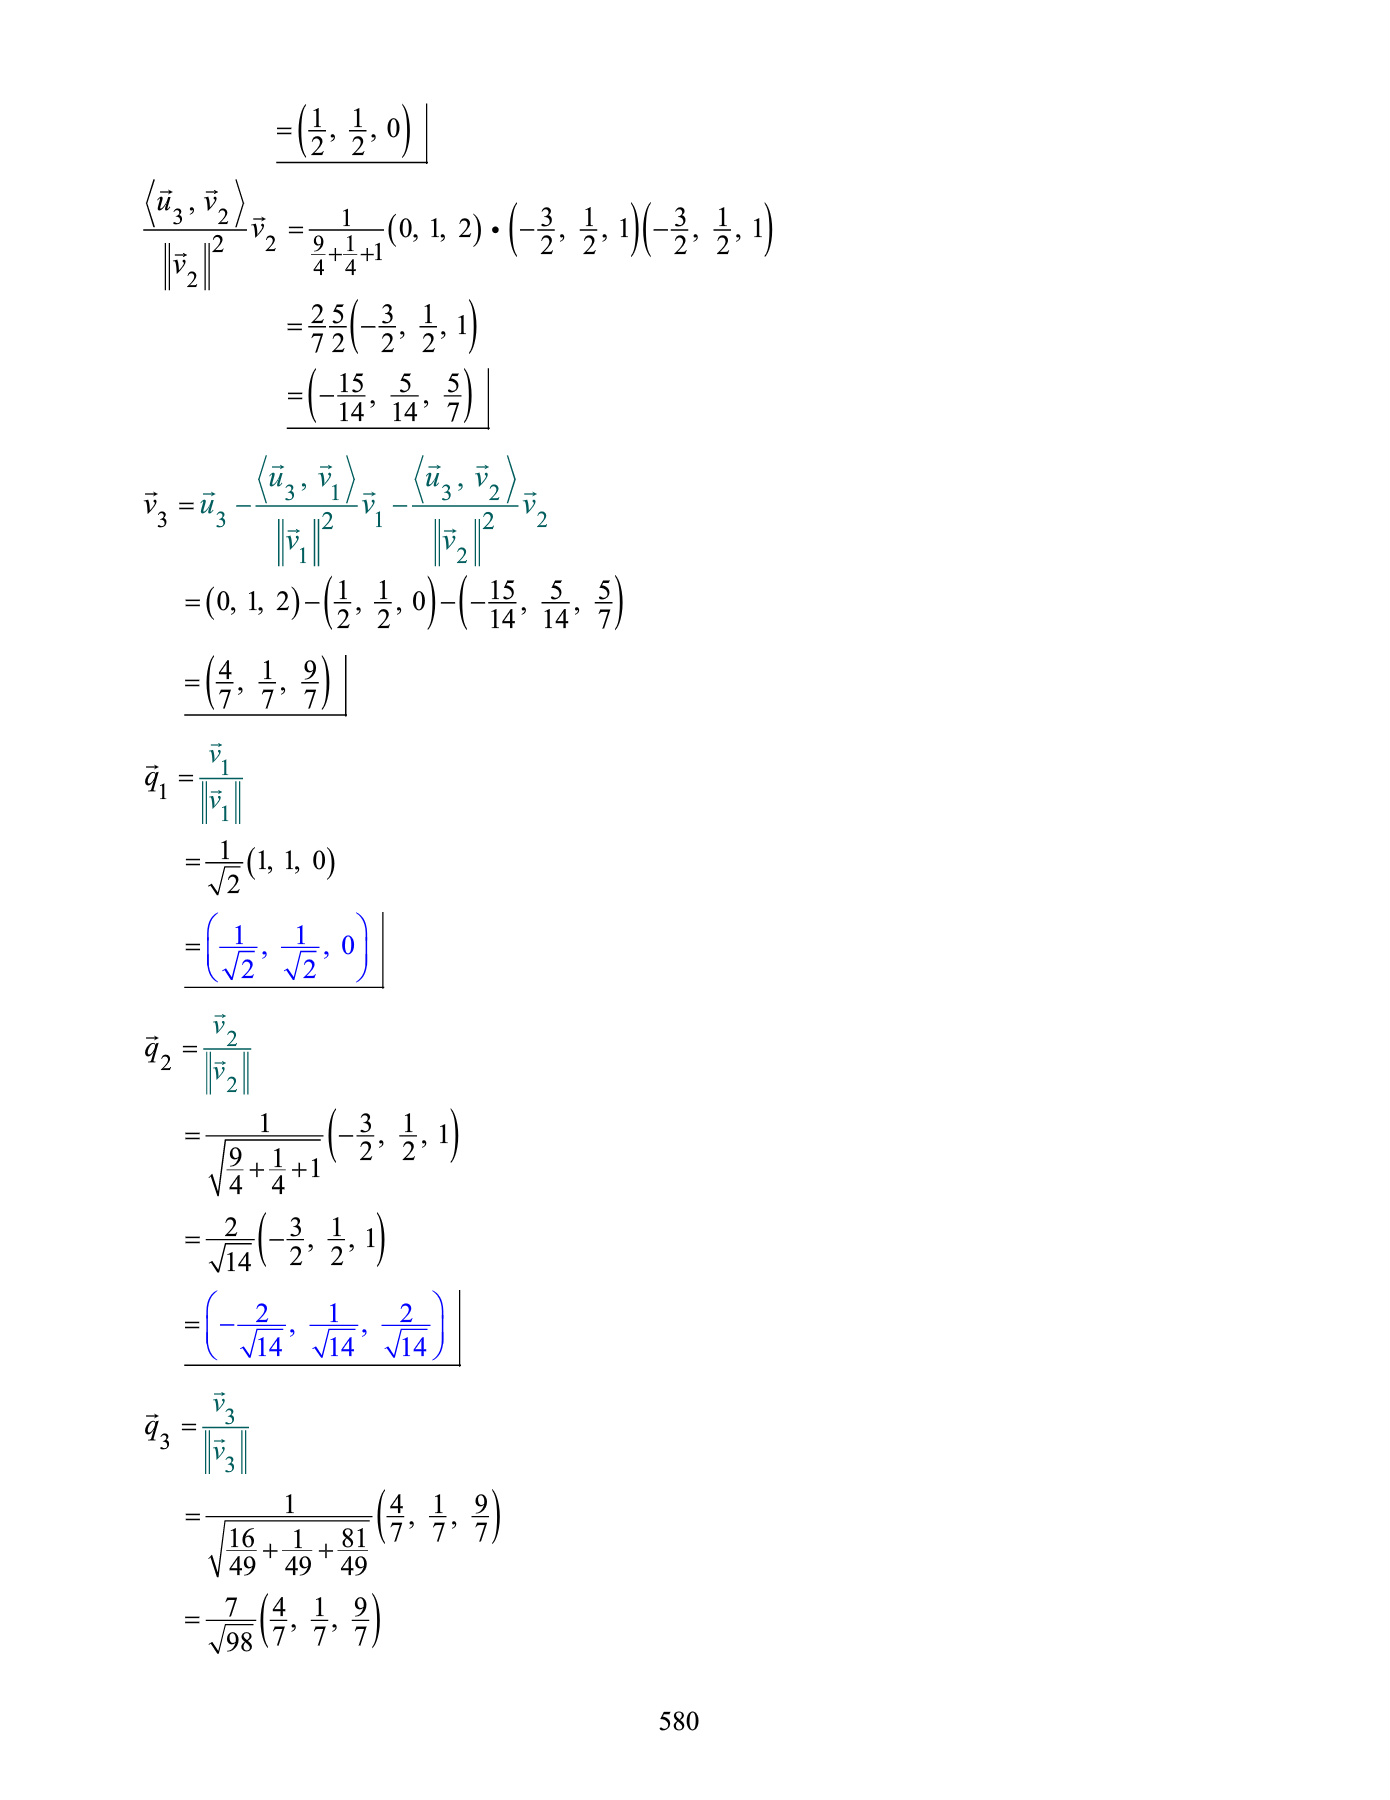 = (1/2, 1/2, 0)
⟨u⃗₃, v⃗₂⟩/‖v⃗₂‖² v⃗₂ = 1/(9/4+1/4+1) (0, 1, 2) • (−3/2, 1/2, 1)(−3/2, 1/2, 1)
= 2/7 5/2 (−3/2, 1/2, 1)
= (−15/14, 5/14, 5/7)
v⃗₃ = u⃗₃ − ⟨u⃗₃, v⃗₁⟩/‖v⃗₁‖² v⃗₁ − ⟨u⃗₃, v⃗₂⟩/‖v⃗₂‖² v⃗₂
= (0, 1, 2) − (1/2, 1/2, 0) − (−15/14, 5/14, 5/7)
= (4/7, 1/7, 9/7)
q⃗₁ = v⃗₁/‖v⃗₁‖
= 1/√2 (1, 1, 0)
= (1/√2, 1/√2, 0)
q⃗₂ = v⃗₂/‖v⃗₂‖
= 1/√(9/4 + 1/4 + 1) (−3/2, 1/2, 1)
= 2/√14 (−3/2, 1/2, 1)
= (−2/√14, 1/√14, 2/√14)
q⃗₃ = v⃗₃/‖v⃗₃‖
= 1/√(16/49 + 1/49 + 81/49) (4/7, 1/7, 9/7)
= 7/√98 (4/7, 1/7, 9/7)
580